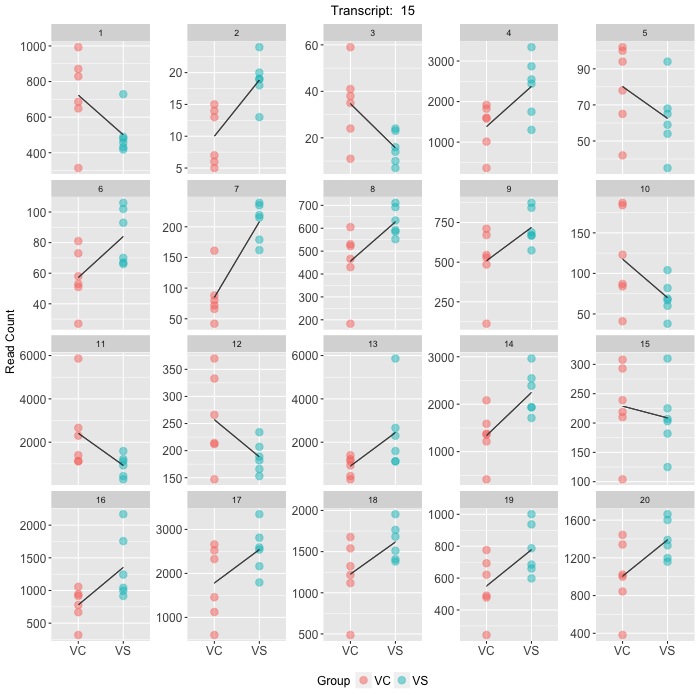 Transcript: 15
1 2 3 4 5
1000 800 600 400
20 15 10 5
60 40 20
3000 2000 1000
90 70 50
6 7 8 9 10
100 80 60 40
200 150 100 50
700 600 500 400 300 200
750 500 250
150 100 50
Read Count
11 12 13 14 15
6000 4000 2000
350 300 250 200 150
6000 4000 2000
3000 2000 1000
300 250 200 150 100
16 17 18 19 20
2000 1500 1000 500
3000 2000 1000
2000 1500 1000 500
1000 800 600 400
1600 1200 800 400
VC VS VC VS VC VS VC VS VC VS
Group VC VS